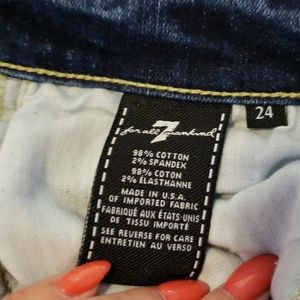 7
for all mankind
24
98% COTTON
2% SPANDEX
98% COTON
2% ÉLASTHANNE
MADE IN U.S.A.
OF IMPORTED FABRIC
FABRIQUÉ AUX ÉTATS-UNIS
DE TISSU IMPORTÉ
SEE REVERSE FOR CARE
ENTRETIEN AU VERSO